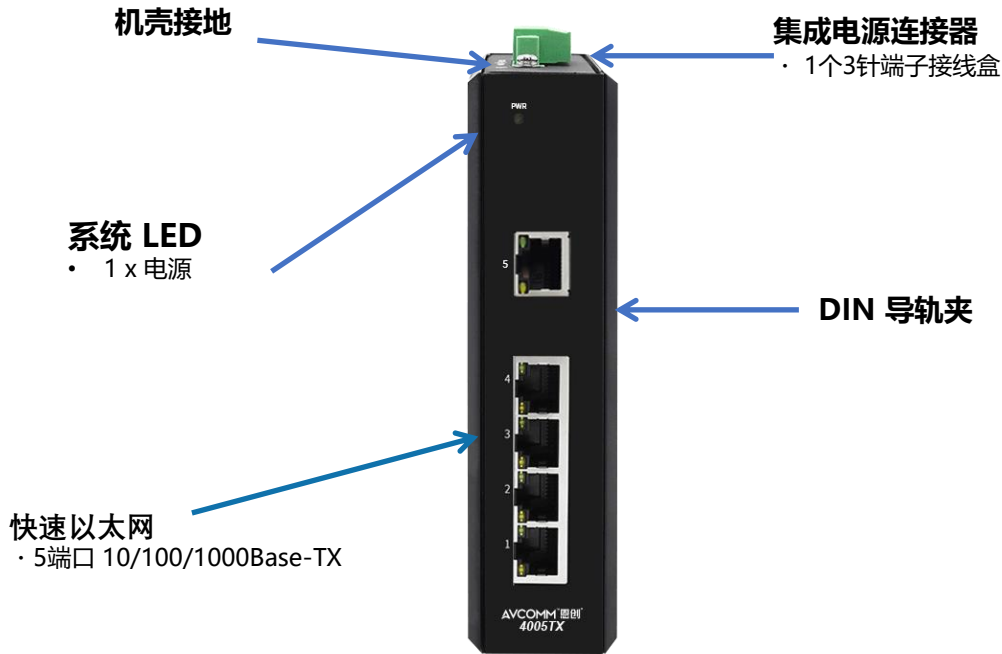 机壳接地
集成电源连接器
· 1个3针端子接线盒
PWR
系统 LED
• 1 x 电源
5
DIN 导轨夹
4
3
2
快速以太网
· 5端口 10/100/1000Base-TX
1
AVCOMM 恩创
4005TX